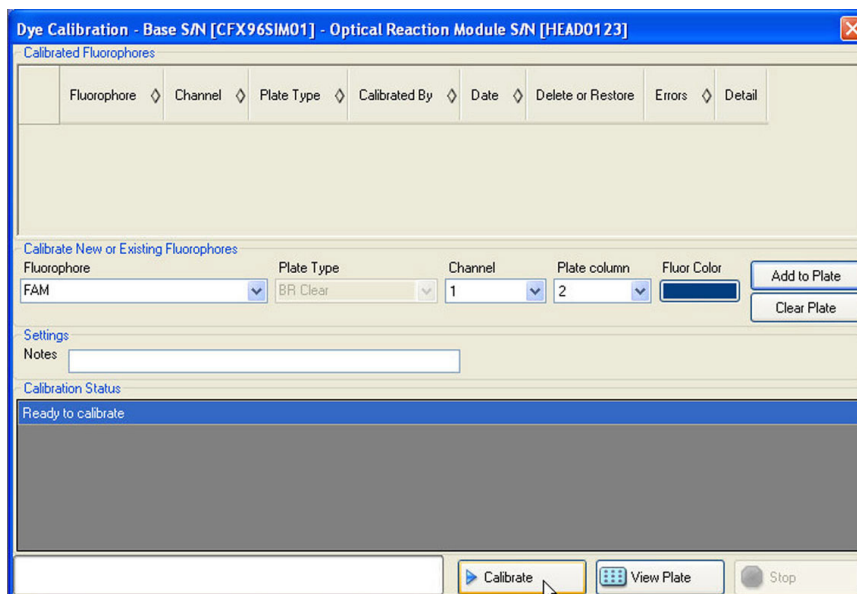 Dye Calibration - Base S/N [CFX96SIM01] - Optical Reaction Module S/N [HEAD0123]
Calibrated Fluorophores
Fluorophore Channel Plate Type Calibrated By Date Delete or Restore Errors Detail
Calibrate New or Existing Fluorophores
Fluorophore Plate Type Channel Plate column Fluor Color
FAM BR Clear 1 2 Add to Plate
Clear Plate
Settings
Notes
Calibration Status
Ready to calibrate
Calibrate View Plate Stop